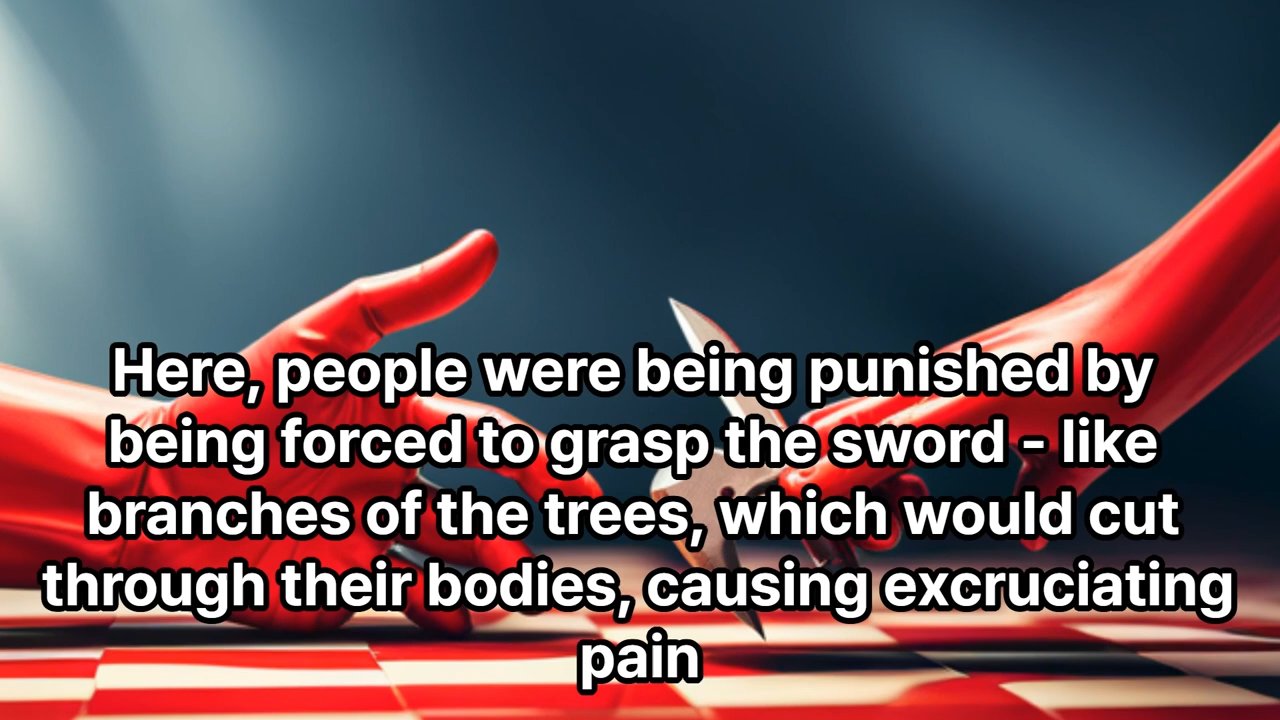 Here, people were being punished by
being forced to grasp the sword - like
branches of the trees, which would cut
through their bodies, causing excruciating
pain